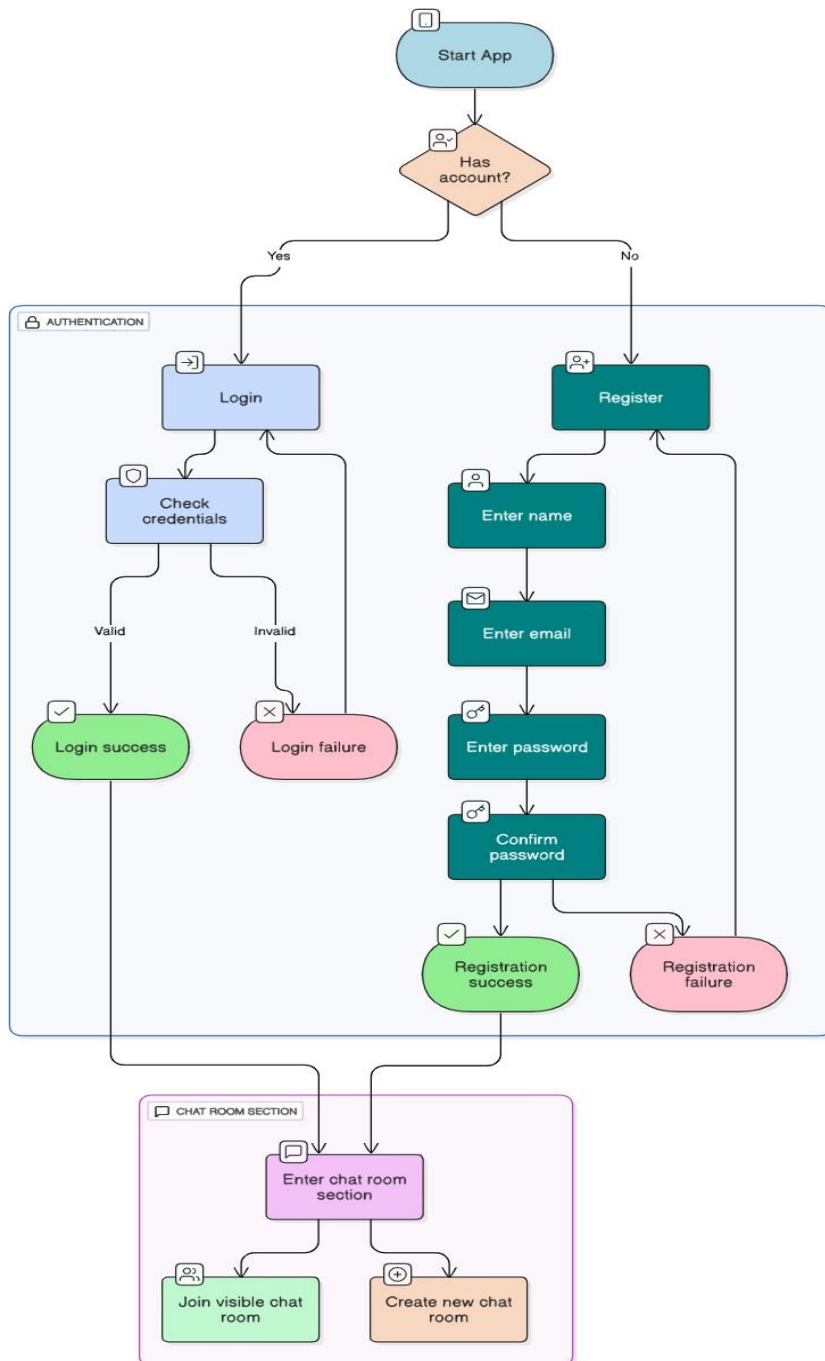 Start App
Has
account?
Yes
No
AUTHENTICATION
Login
Register
Check
credentials
Enter name
Valid
Invalid
Enter email
Login success
Login failure
Enter password
Confirm
password
Registration
success
Registration
failure
CHAT ROOM SECTION
Enter chat room
section
Join visible chat
room
Create new chat
room